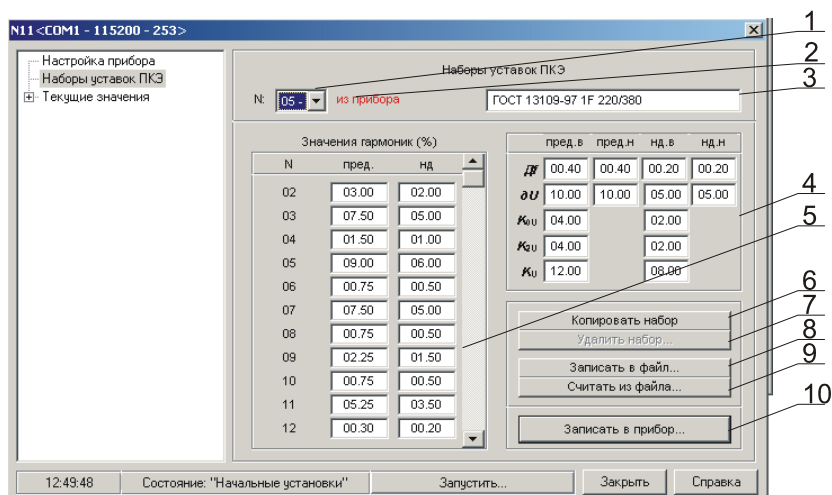 N11<COM1 - 115200 - 253>
Настройка прибора
Наборы уставок ПКЭ
Текущие значения
Наборы уставок ПКЭ
N: 05 - из прибора ГОСТ 13109-97 1F 220/380
Значения гармоник (%)
N пред. нд
02 03.00 02.00
03 07.50 05.00
04 01.50 01.00
05 09.00 06.00
06 00.75 00.50
07 07.50 05.00
08 00.75 00.50
09 02.25 01.50
10 00.75 00.50
11 05.25 03.50
12 00.30 00.20
пред.в пред.н нд.в нд.н
Δf 00.40 00.40 00.20 00.20
∂U 10.00 10.00 05.00 05.00
K0U 04.00 02.00
K2U 04.00 02.00
KU 12.00 08.00
Копировать набор
Удалить набор...
Записать в файл...
Считать из файла...
Записать в прибор...
12:49:48 Состояние: "Начальные установки" Запустить... Закрыть Справка
1
2
3
4
5
6
7
8
9
10